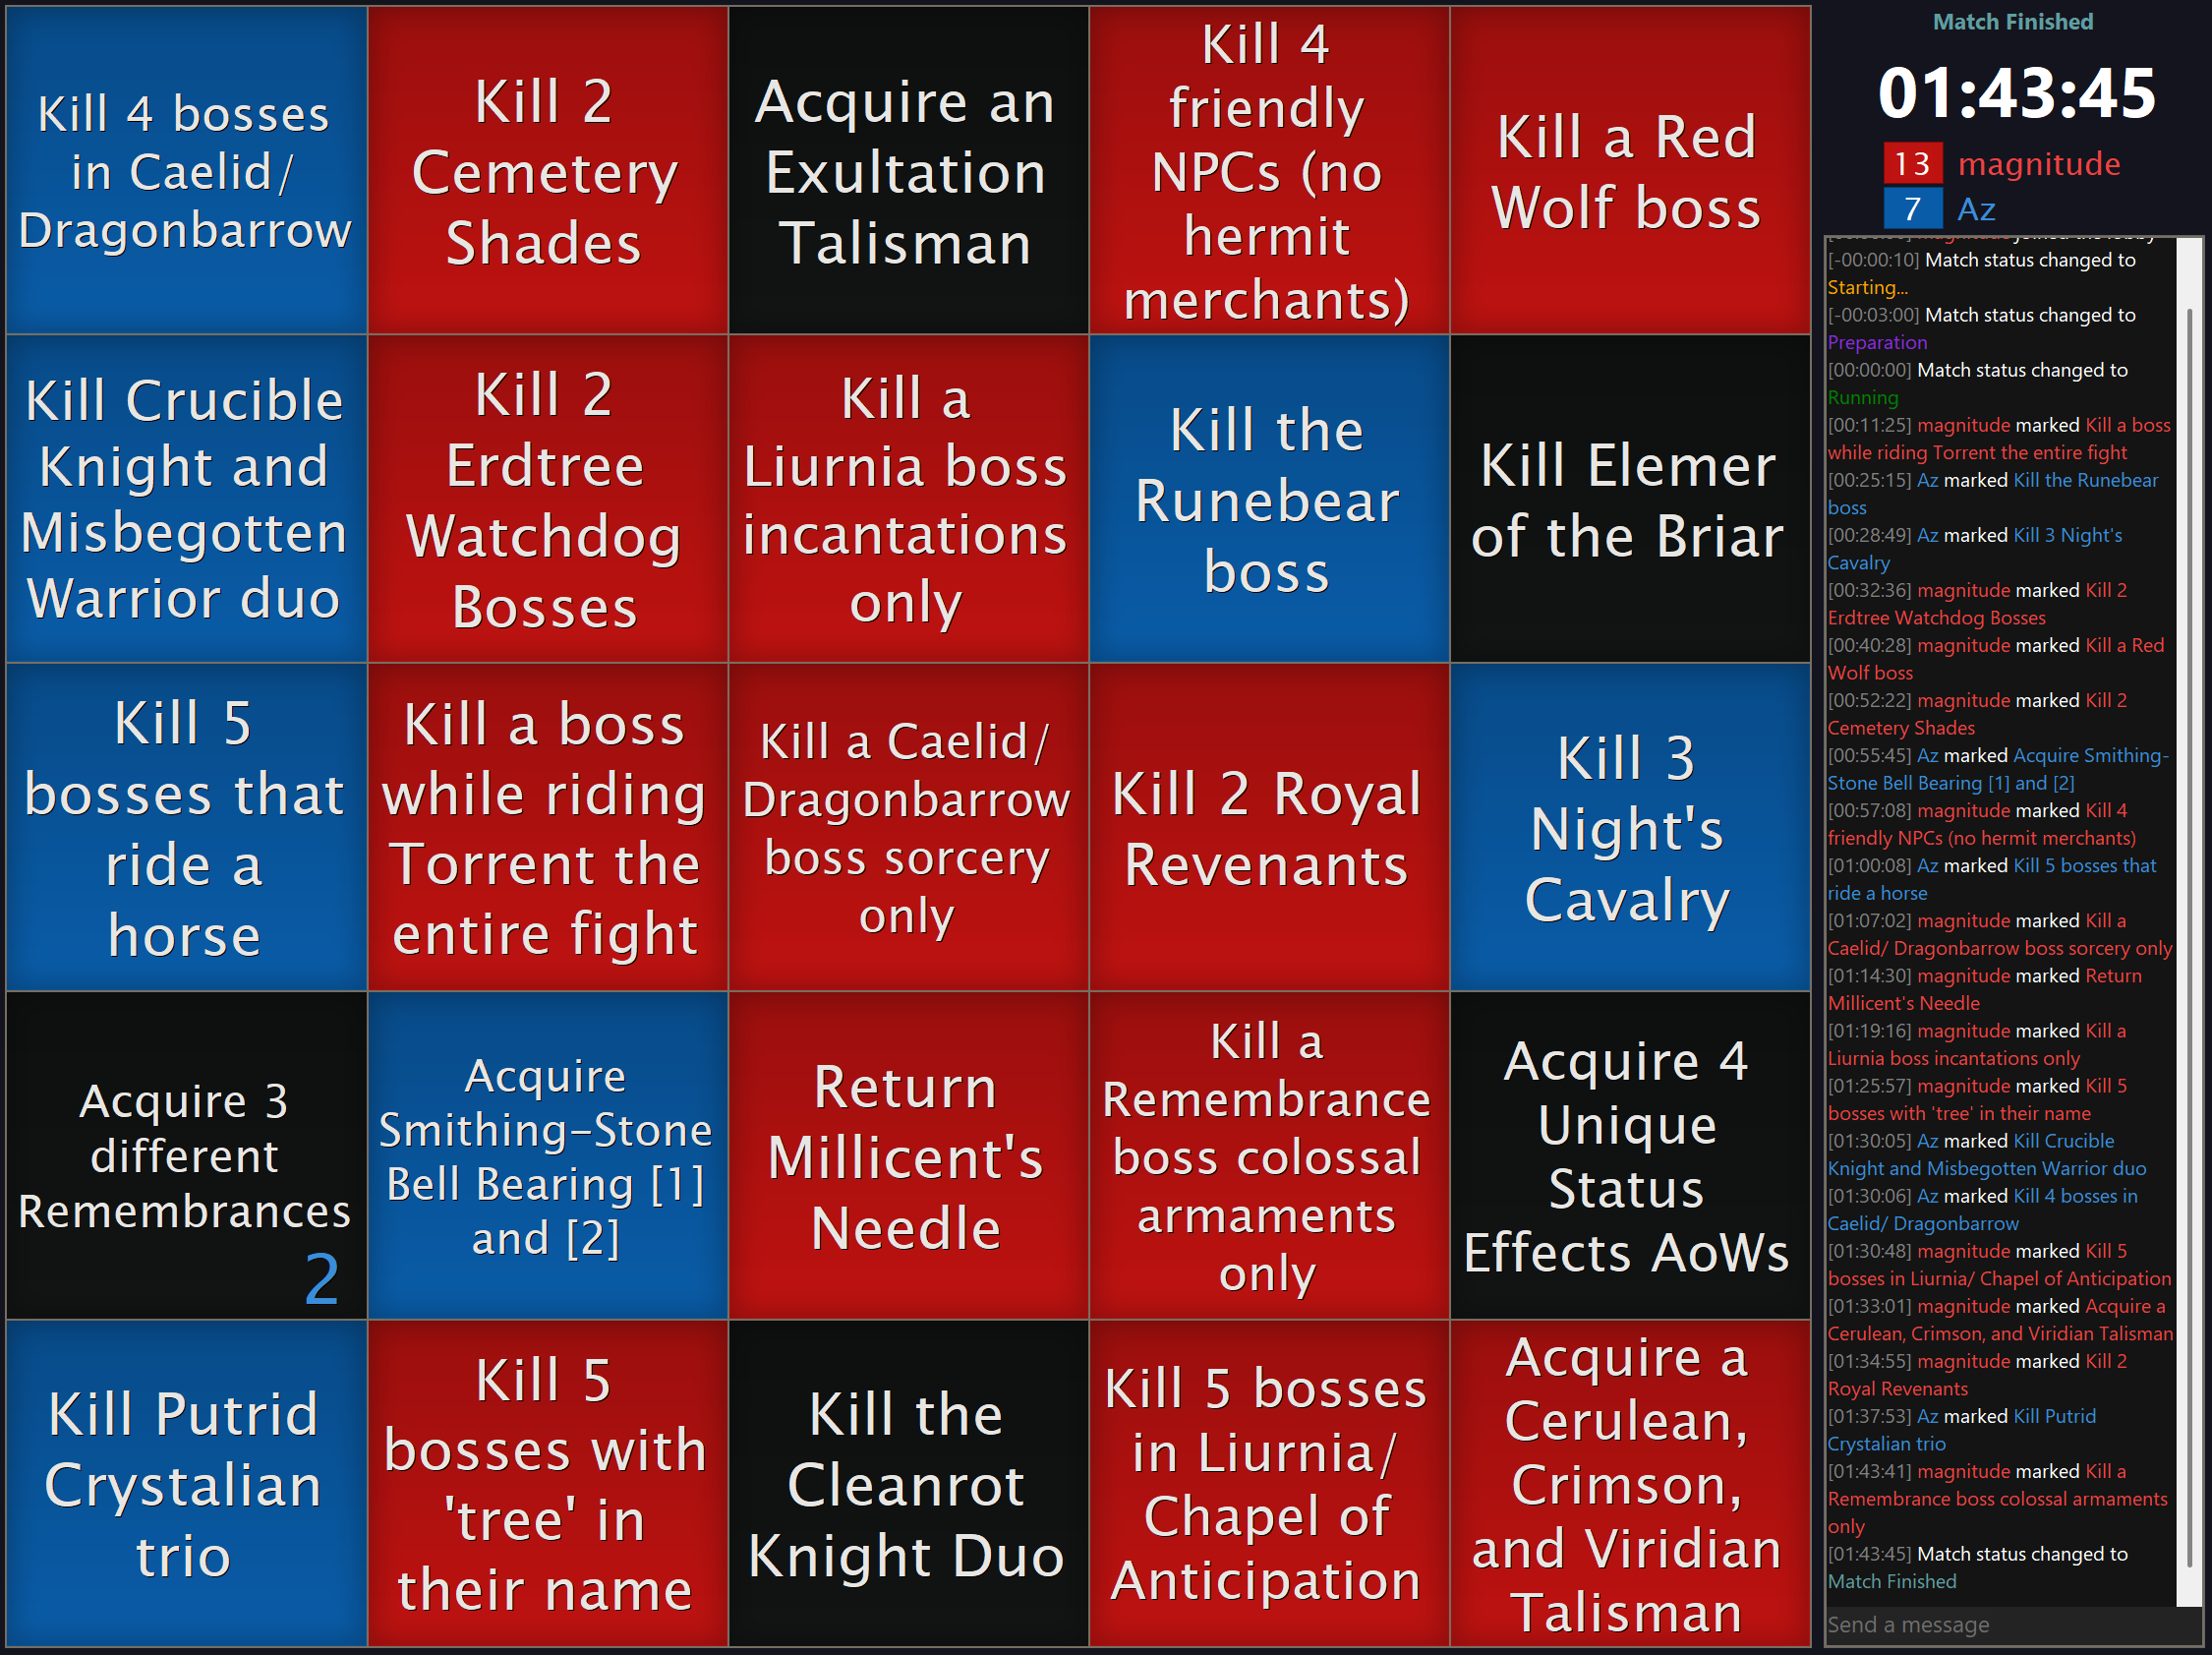 Kill 4 bosses
in Caelid/
Dragonbarrow
Kill 2
Cemetery
Shades
Acquire an
Exultation
Talisman
Kill 4
friendly
NPCs (no
hermit
merchants)
Kill a Red
Wolf boss
Kill Crucible
Knight and
Misbegotten
Warrior duo
Kill 2
Erdtree
Watchdog
Bosses
Kill a
Liurnia boss
incantations
only
Kill the
Runebear
boss
Kill Elemer
of the Briar
Kill 5
bosses that
ride a
horse
Kill a boss
while riding
Torrent the
entire fight
Kill a Caelid/
Dragonbarrow
boss sorcery
only
Kill 2 Royal
Revenants
Kill 3
Night's
Cavalry
Acquire 3
different
Remembrances
2
Acquire
Smithing-Stone
Bell Bearing [1]
and [2]
Return
Millicent's
Needle
Kill a
Remembrance
boss colossal
armaments
only
Acquire 4
Unique
Status
Effects AoWs
Kill Putrid
Crystalian
trio
Kill 5
bosses with
'tree' in
their name
Kill the
Cleanrot
Knight Duo
Kill 5 bosses
in Liurnia/
Chapel of
Anticipation
Acquire a
Cerulean,
Crimson,
and Viridian
Talisman
Match Finished
01:43:45
13 magnitude
7 Az
magnitude joined the lobby
[-00:00:10] Match status changed to
Starting...
[-00:03:00] Match status changed to
Preparation
[00:00:00] Match status changed to
Running
[00:11:25] magnitude marked Kill a boss
while riding Torrent the entire fight
[00:25:15] Az marked Kill the Runebear
boss
[00:28:49] Az marked Kill 3 Night's
Cavalry
[00:32:36] magnitude marked Kill 2
Erdtree Watchdog Bosses
[00:40:28] magnitude marked Kill a Red
Wolf boss
[00:52:22] magnitude marked Kill 2
Cemetery Shades
[00:55:45] Az marked Acquire Smithing-
Stone Bell Bearing [1] and [2]
[00:57:08] magnitude marked Kill 4
friendly NPCs (no hermit merchants)
[01:00:08] Az marked Kill 5 bosses that
ride a horse
[01:07:02] magnitude marked Kill a
Caelid/ Dragonbarrow boss sorcery only
[01:14:30] magnitude marked Return
Millicent's Needle
[01:19:16] magnitude marked Kill a
Liurnia boss incantations only
[01:25:57] magnitude marked Kill 5
bosses with 'tree' in their name
[01:30:05] Az marked Kill Crucible
Knight and Misbegotten Warrior duo
[01:30:06] Az marked Kill 4 bosses in
Caelid/ Dragonbarrow
[01:30:48] magnitude marked Kill 5
bosses in Liurnia/ Chapel of Anticipation
[01:33:01] magnitude marked Acquire a
Cerulean, Crimson, and Viridian Talisman
[01:34:55] magnitude marked Kill 2
Royal Revenants
[01:37:53] Az marked Kill Putrid
Crystalian trio
[01:43:41] magnitude marked Kill a
Remembrance boss colossal armaments
only
[01:43:45] Match status changed to
Match Finished
Send a message